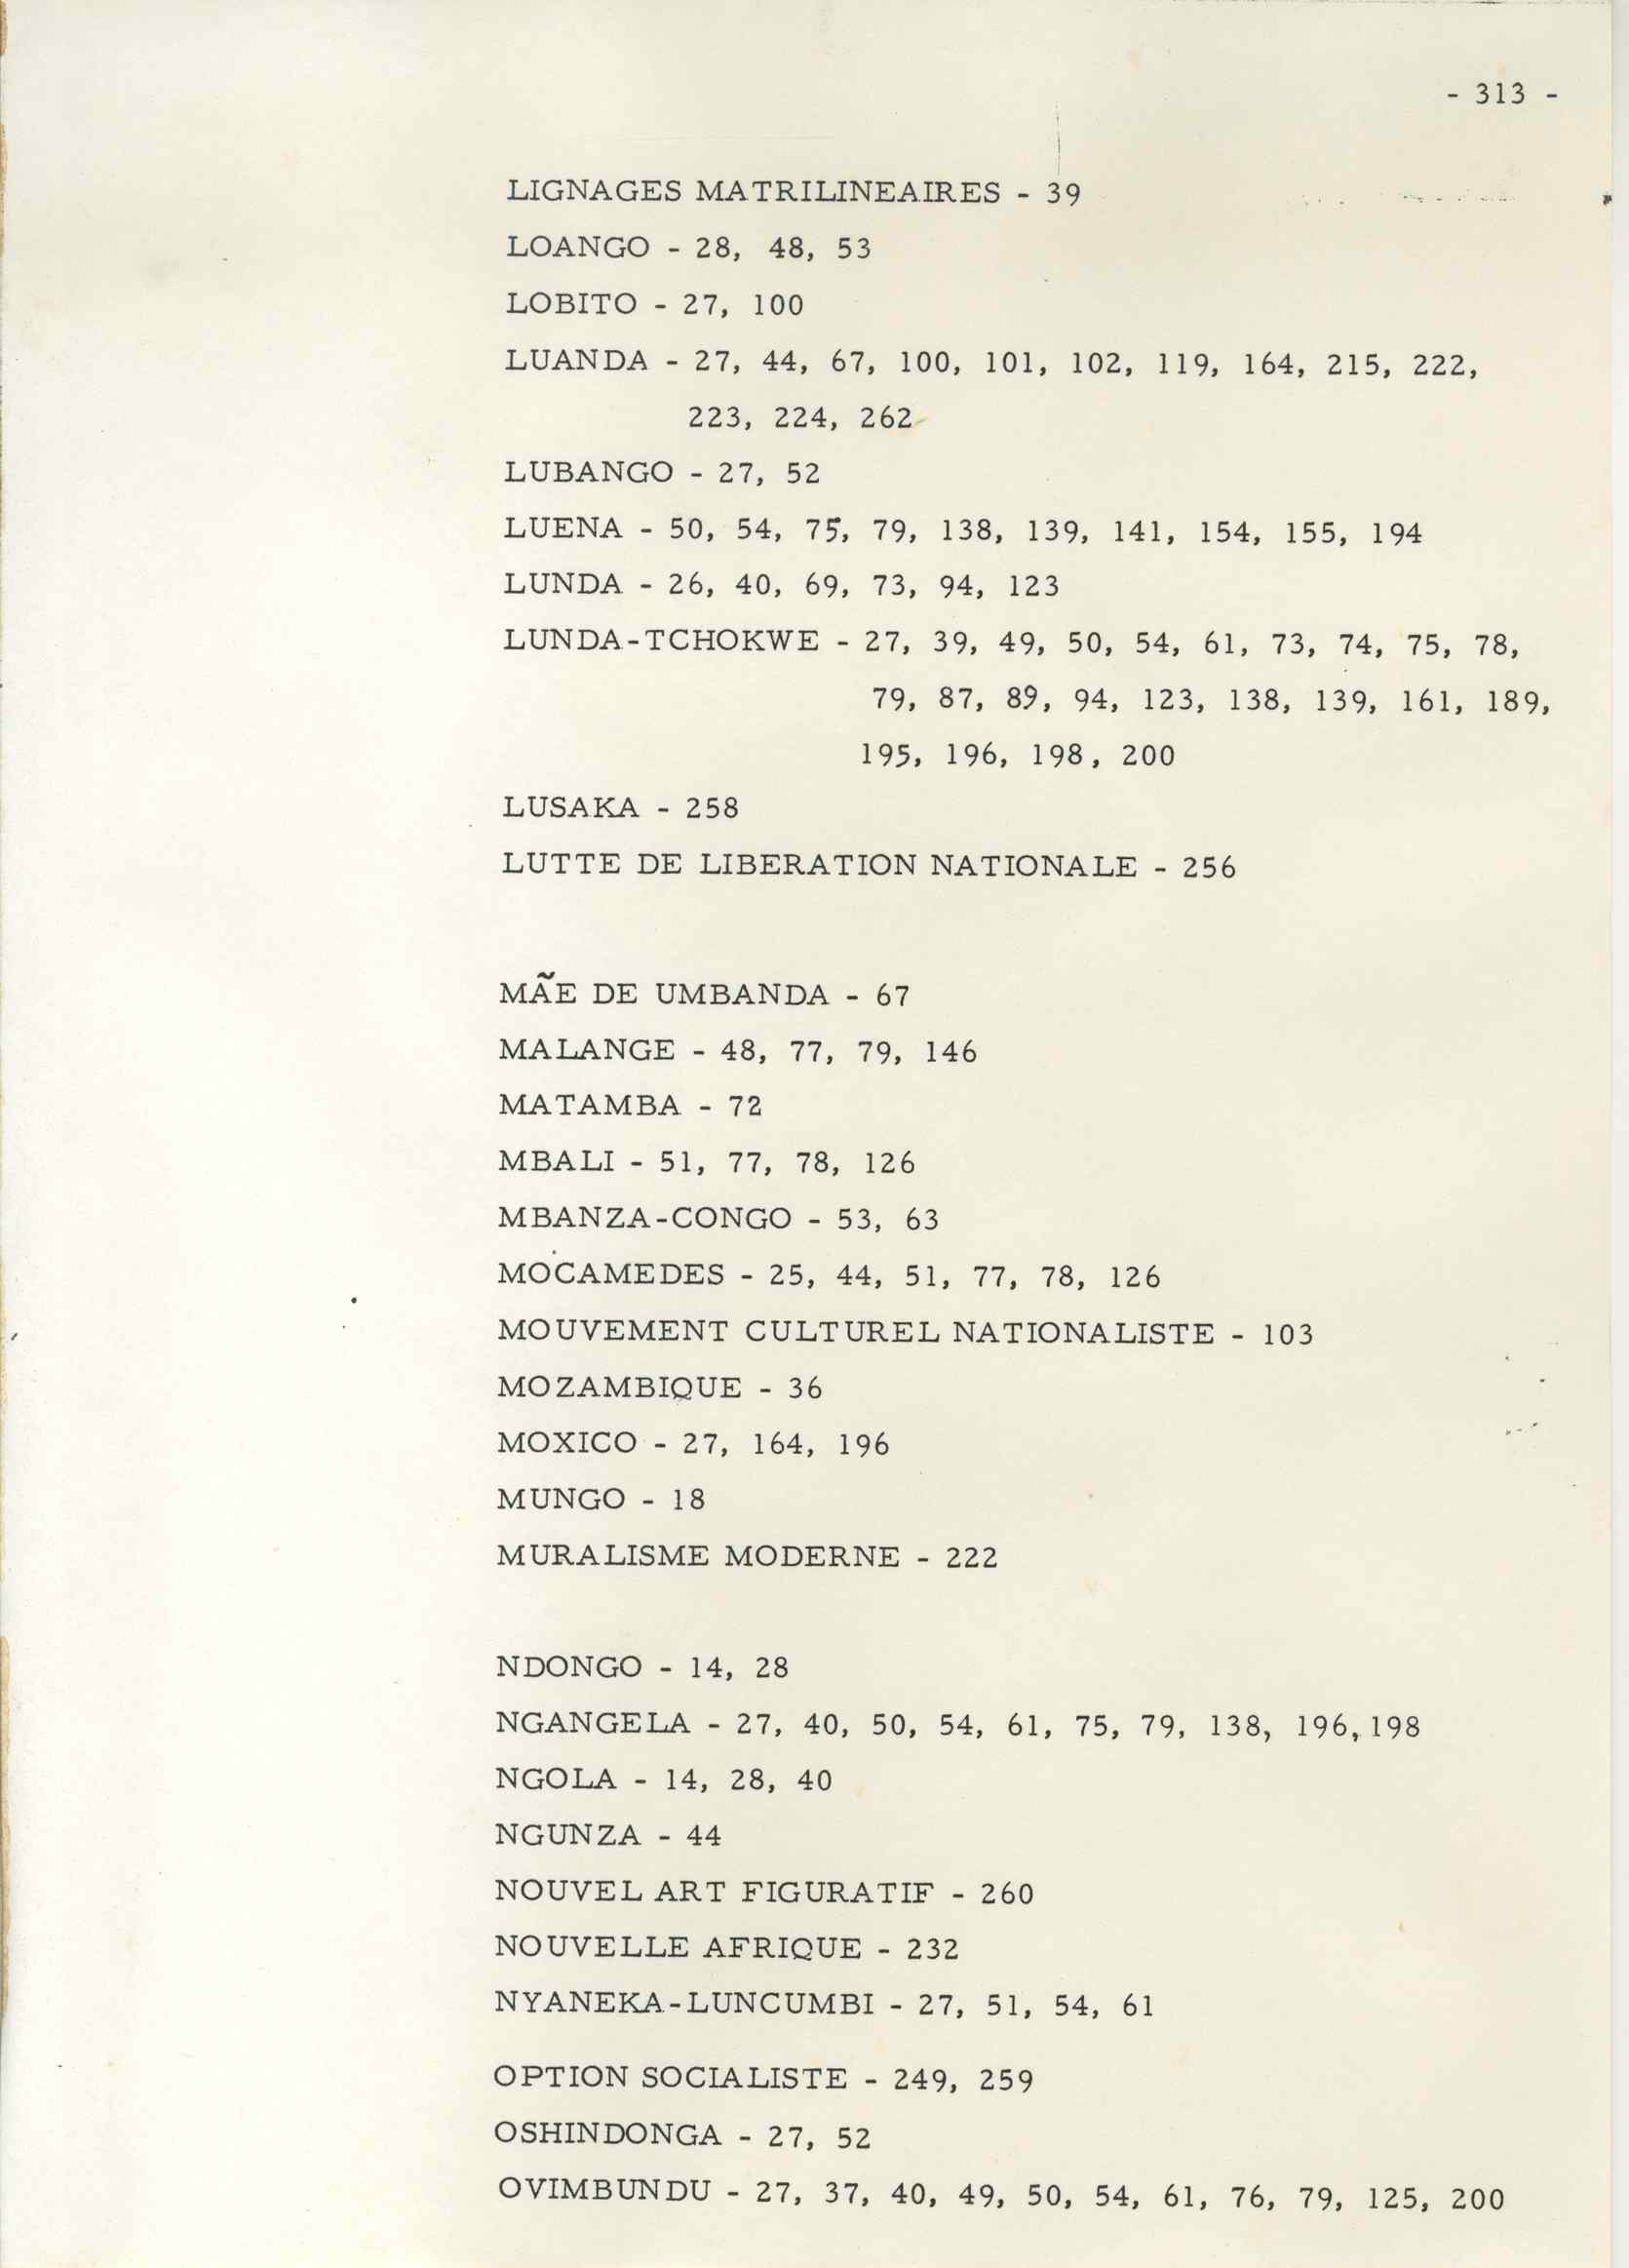 - 313 -
LIGNAGES MATRILINEAIRES - 39
LOANGO - 28, 48, 53
LOBITO - 27, 100
LUANDA - 27, 44, 67, 100, 101, 102, 119, 164, 215, 222,
223, 224, 262
LUBANGO - 27, 52
LUENA - 50, 54, 75, 79, 138, 139, 141, 154, 155, 194
LUNDA - 26, 40, 69, 73, 94, 123
LUNDA-TCHOKWE - 27, 39, 49, 50, 54, 61, 73, 74, 75, 78,
79, 87, 89, 94, 123, 138, 139, 161, 189,
195, 196, 198, 200
LUSAKA - 258
LUTTE DE LIBERATION NATIONALE - 256
MÃE DE UMBANDA - 67
MALANGE - 48, 77, 79, 146
MATAMBA - 72
MBALI - 51, 77, 78, 126
MBANZA-CONGO - 53, 63
MOCAMEDES - 25, 44, 51, 77, 78, 126
MOUVEMENT CULTUREL NATIONALISTE - 103
MOZAMBIQUE - 36
MOXICO - 27, 164, 196
MUNGO - 18
MURALISME MODERNE - 222
NDONGO - 14, 28
NGANGELA - 27, 40, 50, 54, 61, 75, 79, 138, 196, 198
NGOLA - 14, 28, 40
NGUNZA - 44
NOUVEL ART FIGURATIF - 260
NOUVELLE AFRIQUE - 232
NYANEKA-LUNCUMBI - 27, 51, 54, 61
OPTION SOCIALISTE - 249, 259
OSHINDONGA - 27, 52
OVIMBUNDU - 27, 37, 40, 49, 50, 54, 61, 76, 79, 125, 200